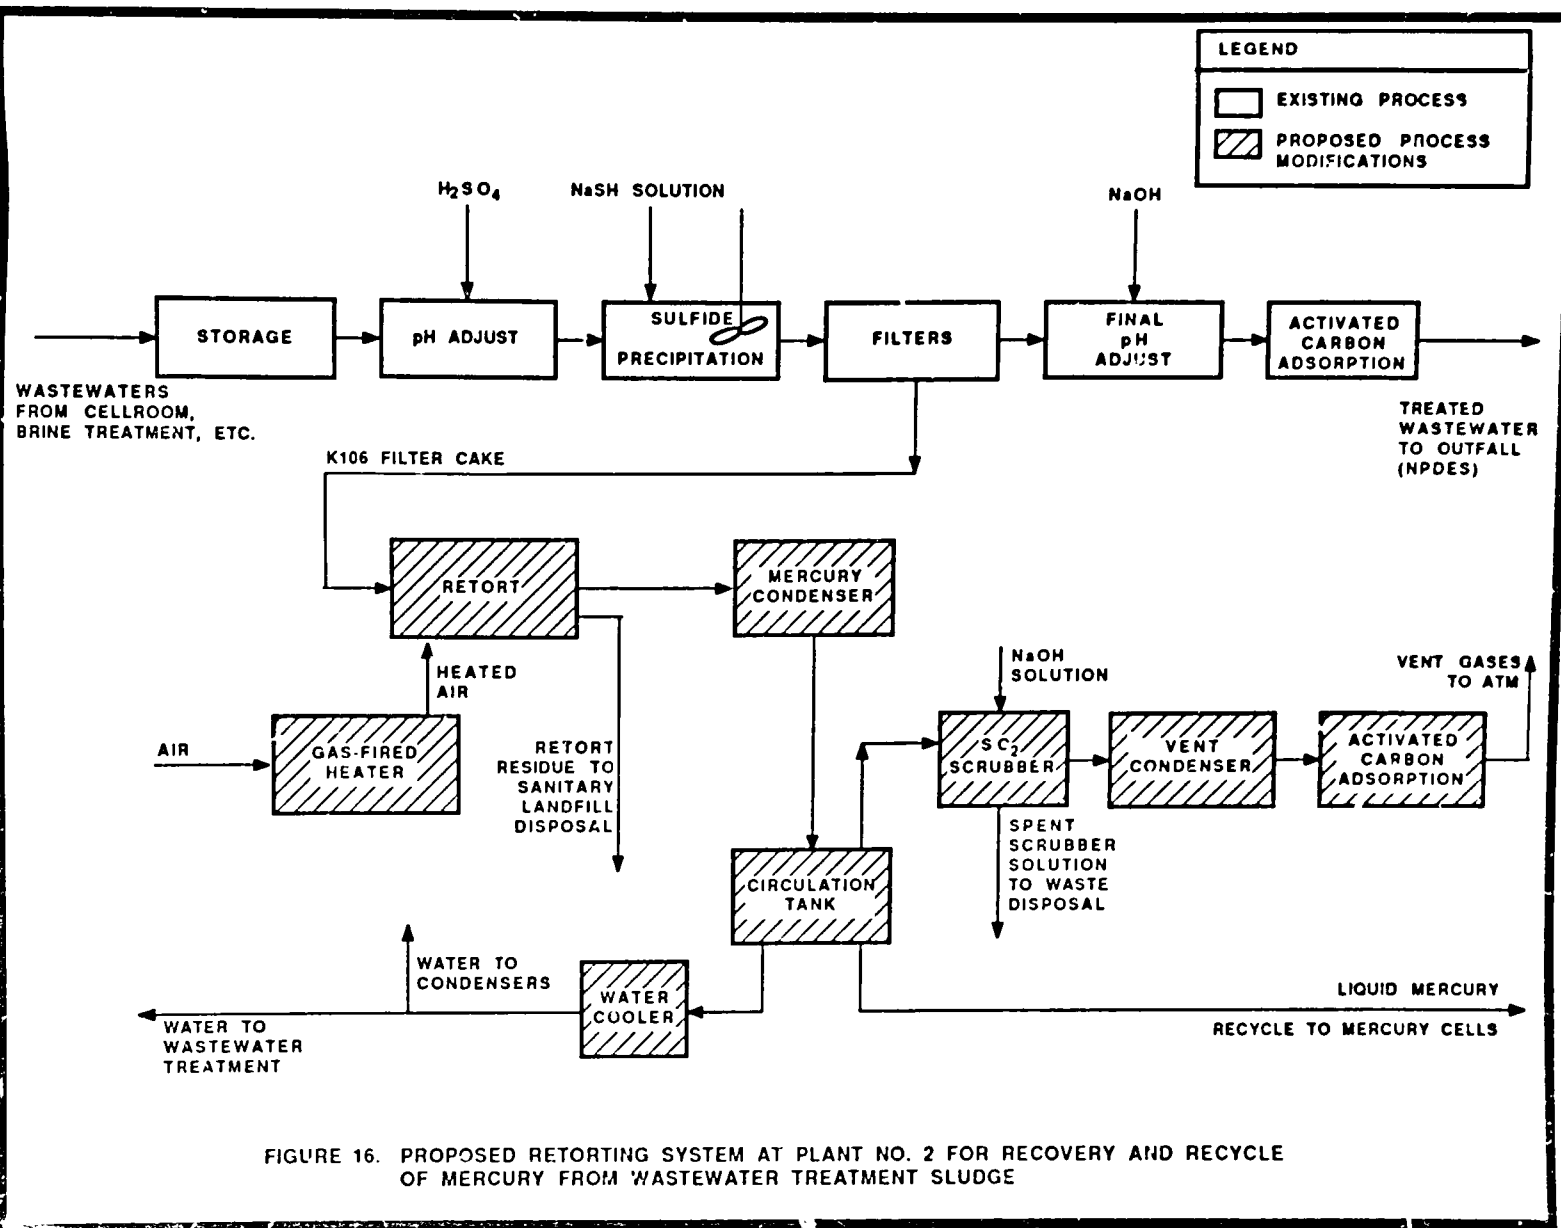 LEGEND
EXISTING PROCESS
PROPOSED PROCESS
MODIFICATIONS
H2SO4
NaSH SOLUTION
NaOH
STORAGE
pH ADJUST
SULFIDE
PRECIPITATION
FILTERS
FINAL
pH
ADJUST
ACTIVATED
CARBON
ADSORPTION
WASTEWATERS
FROM CELLROOM,
BRINE TREATMENT, ETC.
TREATED
WASTEWATER
TO OUTFALL
(NPDES)
K106 FILTER CAKE
RETORT
MERCURY
CONDENSER
HEATED
AIR
NaOH
SOLUTION
VENT GASES
TO ATM
AIR
GAS-FIRED
HEATER
RETORT
RESIDUE TO
SANITARY
LANDFILL
DISPOSAL
SC2
SCRUBBER
VENT
CONDENSER
ACTIVATED
CARBON
ADSORPTION
SPENT
SCRUBBER
SOLUTION
TO WASTE
DISPOSAL
CIRCULATION
TANK
WATER TO
CONDENSERS
WATER
COOLER
LIQUID MERCURY
RECYCLE TO MERCURY CELLS
WATER TO
WASTEWATER
TREATMENT
FIGURE 16. PROPOSED RETORTING SYSTEM AT PLANT NO. 2 FOR RECOVERY AND RECYCLE
OF MERCURY FROM WASTEWATER TREATMENT SLUDGE